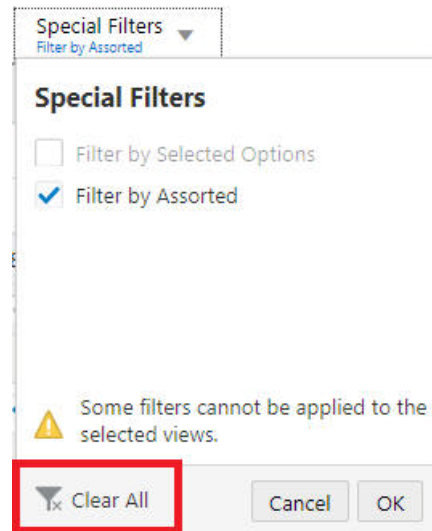 Special Filters
Filter by Assorted
Special Filters
Filter by Selected Options
Filter by Assorted
Some filters cannot be applied to the
selected views.
Clear All
Cancel
OK